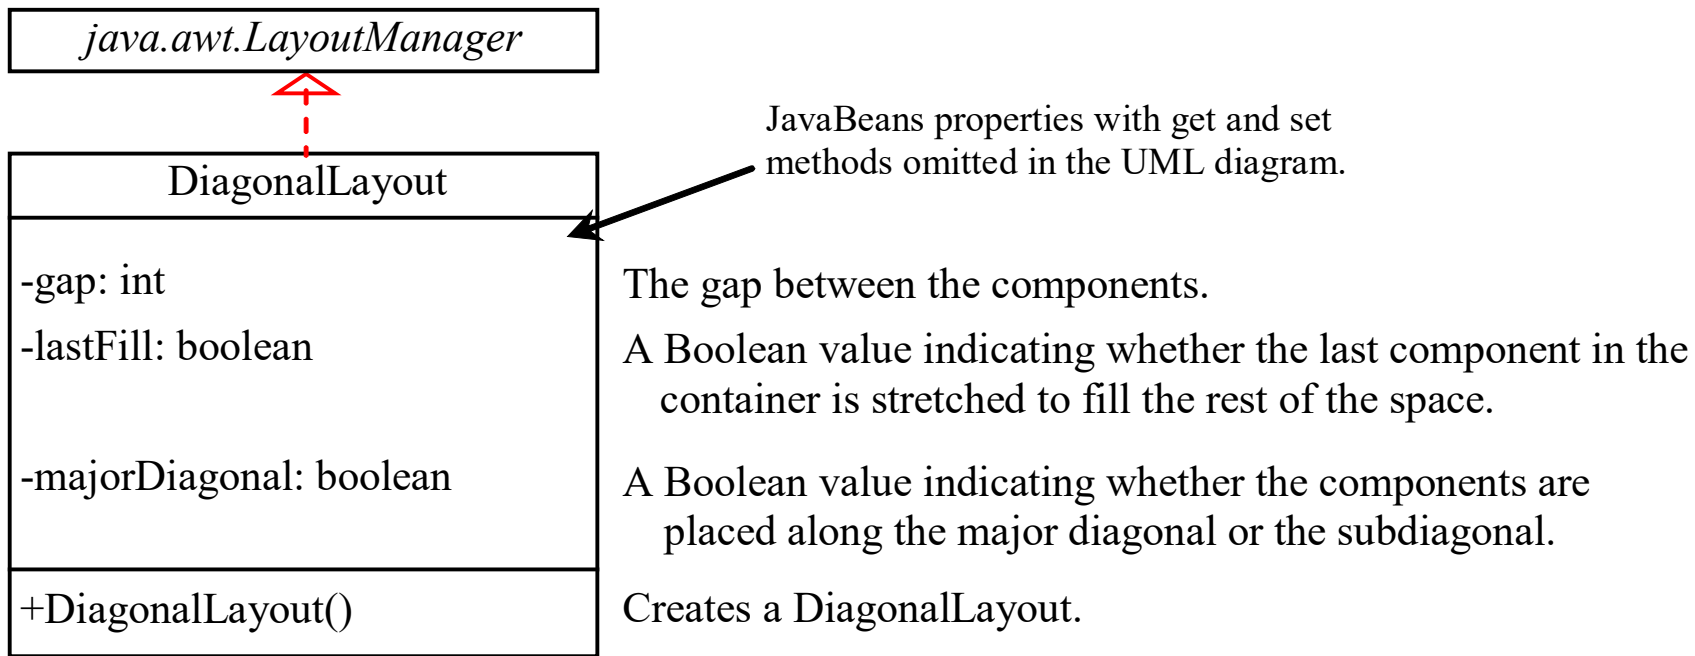 java.awt.LayoutManager
JavaBeans properties with get and set
methods omitted in the UML diagram.
DiagonalLayout
-gap: int
The gap between the components.
-lastFill: boolean
A Boolean value indicating whether the last component in the
container is stretched to fill the rest of the space.
-majorDiagonal: boolean
A Boolean value indicating whether the components are
placed along the major diagonal or the subdiagonal.
+DiagonalLayout()
Creates a DiagonalLayout.